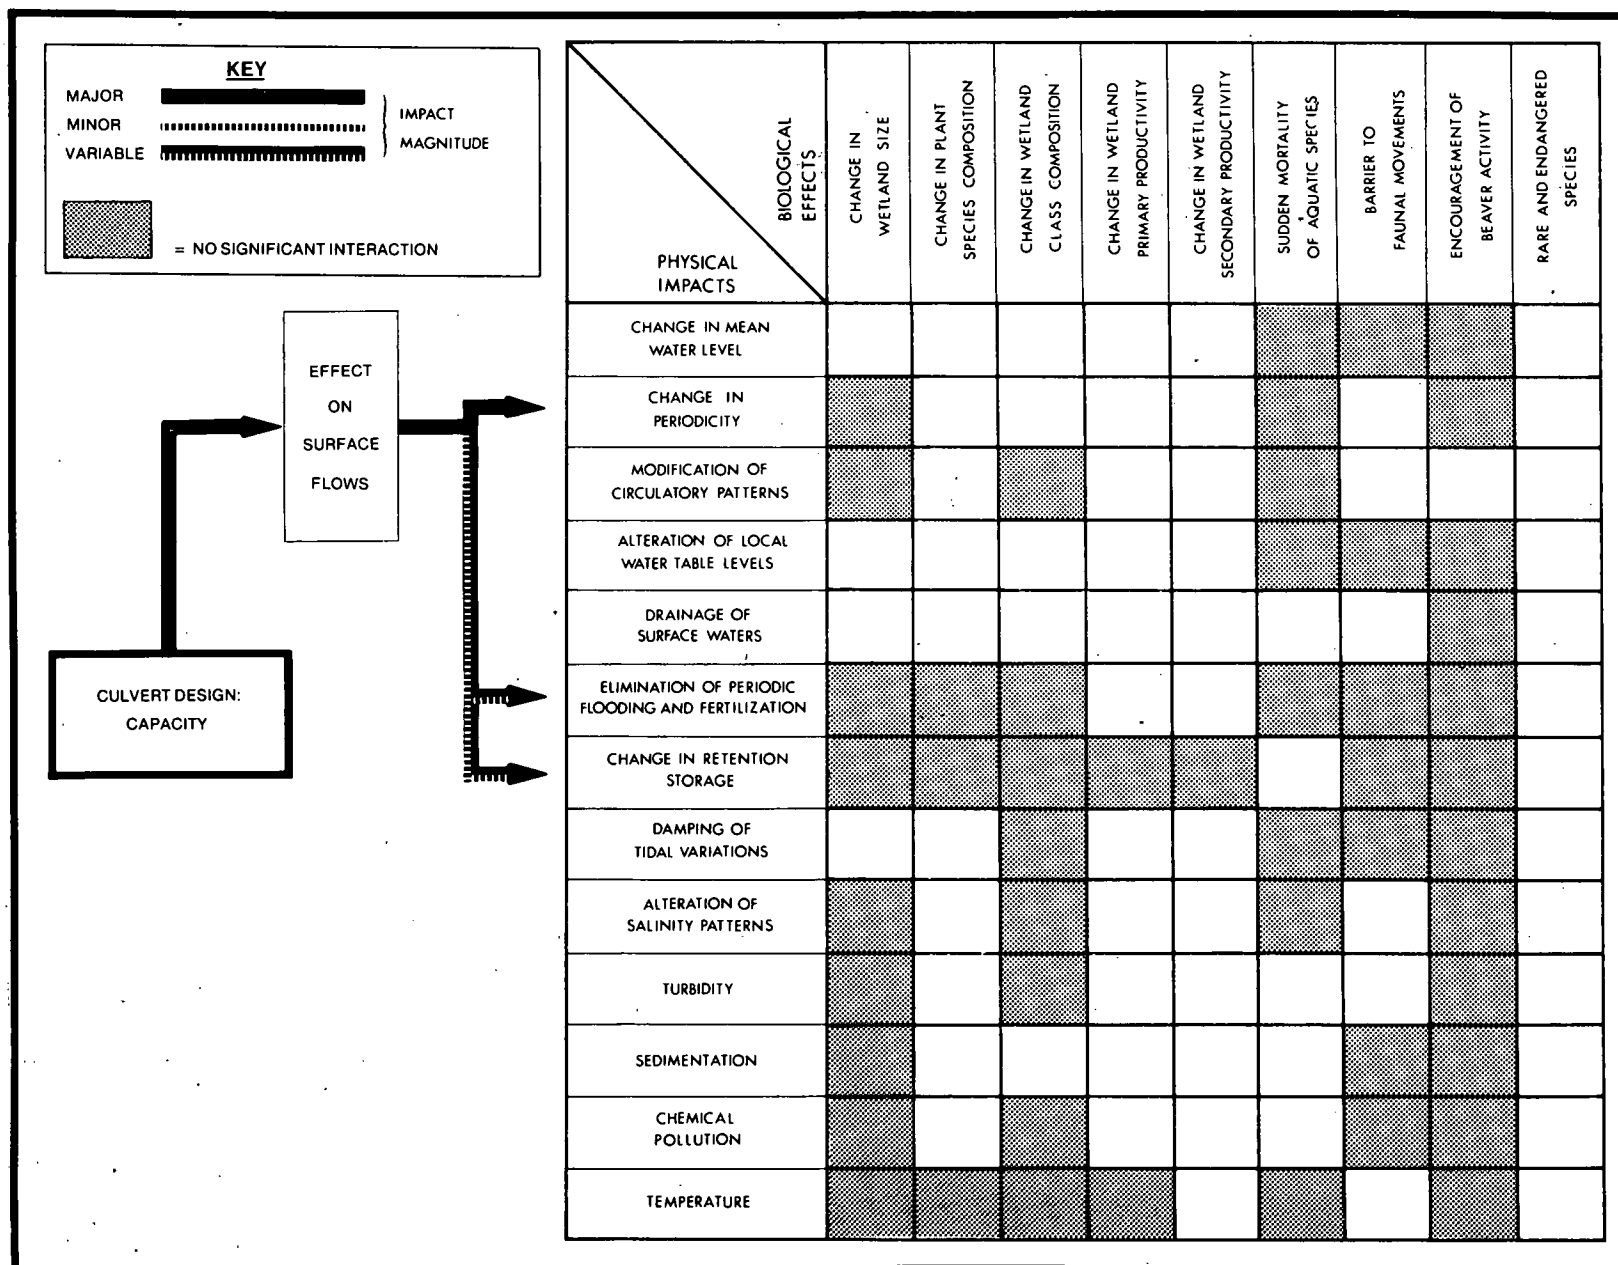 KEY
MAJOR
MINOR
VARIABLE
IMPACT
MAGNITUDE
= NO SIGNIFICANT INTERACTION
EFFECT
ON
SURFACE
FLOWS
CULVERT DESIGN:
CAPACITY
BIOLOGICAL
EFFECTS
PHYSICAL
IMPACTS
CHANGE IN
WETLAND SIZE
CHANGE IN PLANT
SPECIES COMPOSITION
CHANGE IN WETLAND
CLASS COMPOSITION
CHANGE IN WETLAND
PRIMARY PRODUCTIVITY
CHANGE IN WETLAND
SECONDARY PRODUCTIVITY
SUDDEN MORTALITY
OF AQUATIC SPECIES
BARRIER TO
FAUNAL MOVEMENTS
ENCOURAGEMENT OF
BEAVER ACTIVITY
RARE AND ENDANGERED
SPECIES
CHANGE IN MEAN
WATER LEVEL
CHANGE IN
PERIODICITY
MODIFICATION OF
CIRCULATORY PATTERNS
ALTERATION OF LOCAL
WATER TABLE LEVELS
DRAINAGE OF
SURFACE WATERS
ELIMINATION OF PERIODIC
FLOODING AND FERTILIZATION
CHANGE IN RETENTION
STORAGE
DAMPING OF
TIDAL VARIATIONS
ALTERATION OF
SALINITY PATTERNS
TURBIDITY
SEDIMENTATION
CHEMICAL
POLLUTION
TEMPERATURE